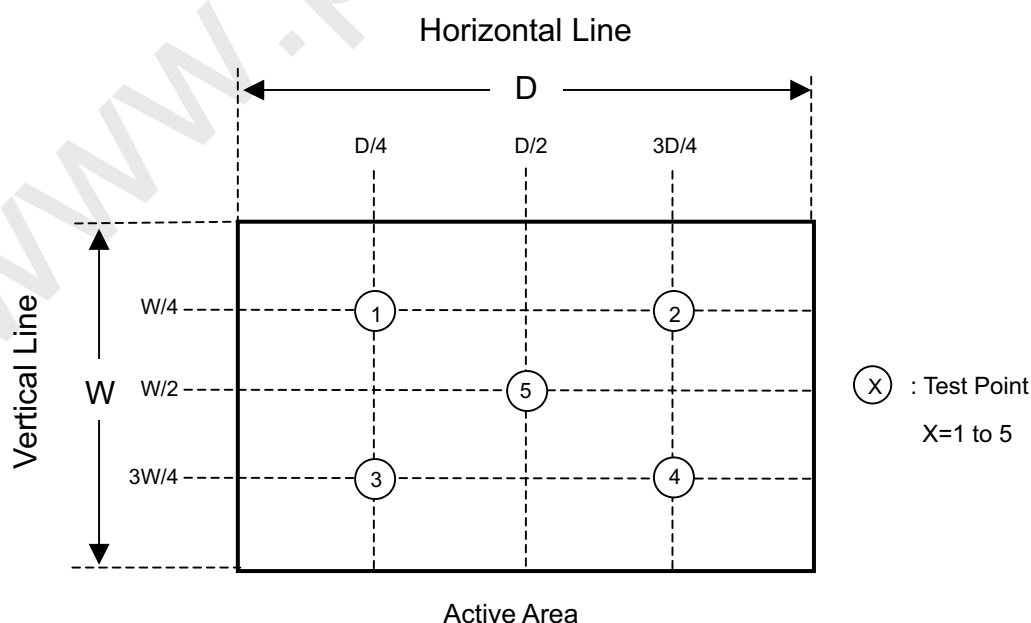 Horizontal Line
D
D/4 D/2 3D/4
Vertical Line
W
W/4
W/2
3W/4
1
2
5
3
4
X : Test Point
X=1 to 5
Active Area
www.p